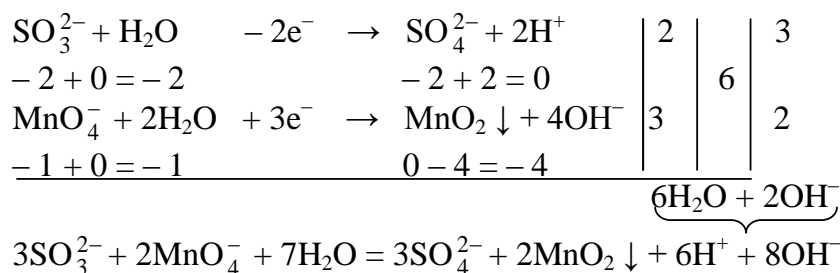 SO₃²⁻ + H₂O − 2e⁻ → SO₄²⁻ + 2H⁺ | 2 | | 3
− 2 + 0 = − 2 − 2 + 2 = 0 | | 6 |
MnO₄⁻ + 2H₂O + 3e⁻ → MnO₂ ↓ + 4OH⁻ | 3 | | 2
− 1 + 0 = − 1 0 − 4 = − 4
6H₂O + 2OH⁻
3SO₃²⁻ + 2MnO₄⁻ + 7H₂O = 3SO₄²⁻ + 2MnO₂ ↓ + 6H⁺ + 8OH⁻